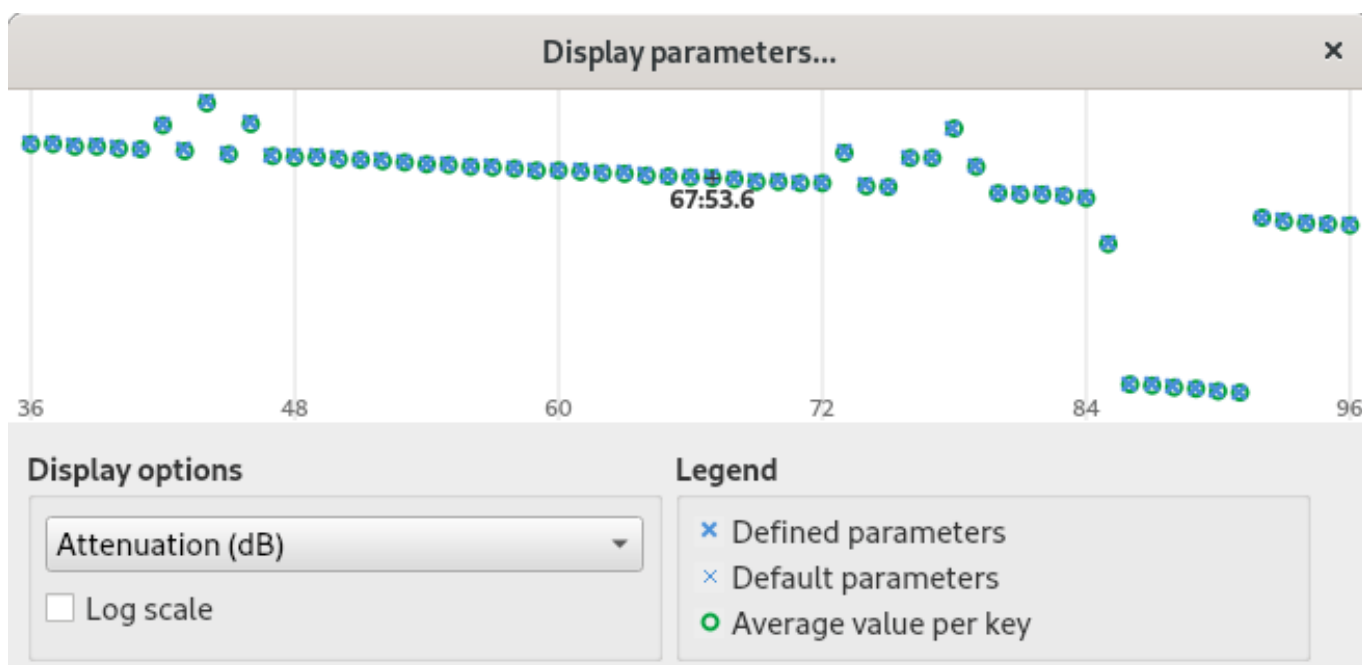 Display parameters...
67:53.6
36 48 60 72 84 96
Display options
Attenuation (dB)
Log scale
Legend
Defined parameters
Default parameters
Average value per key